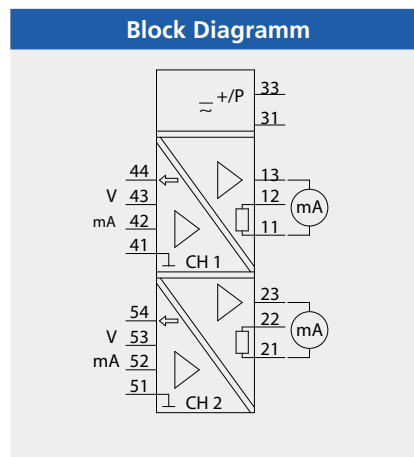 Block Diagramm
+/P 33
31
44 13
V 43 12 mA
mA 42 11
41 CH 1
54 23
V 53 22 mA
mA 52 21
51 CH 2